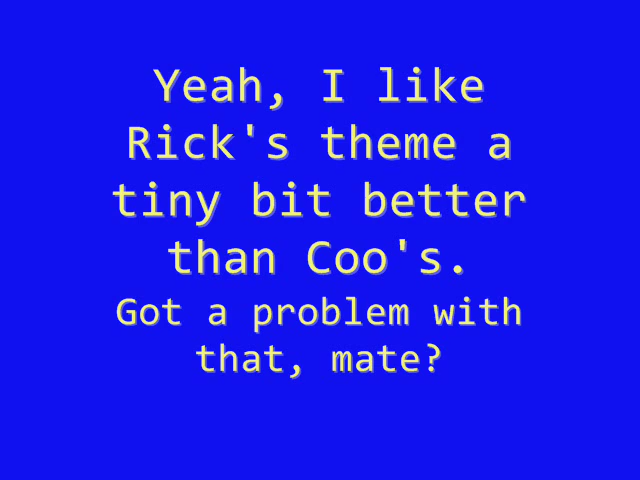 Yeah, I like
Rick's theme a
tiny bit better
than Coo's.
Got a problem with
that, mate?